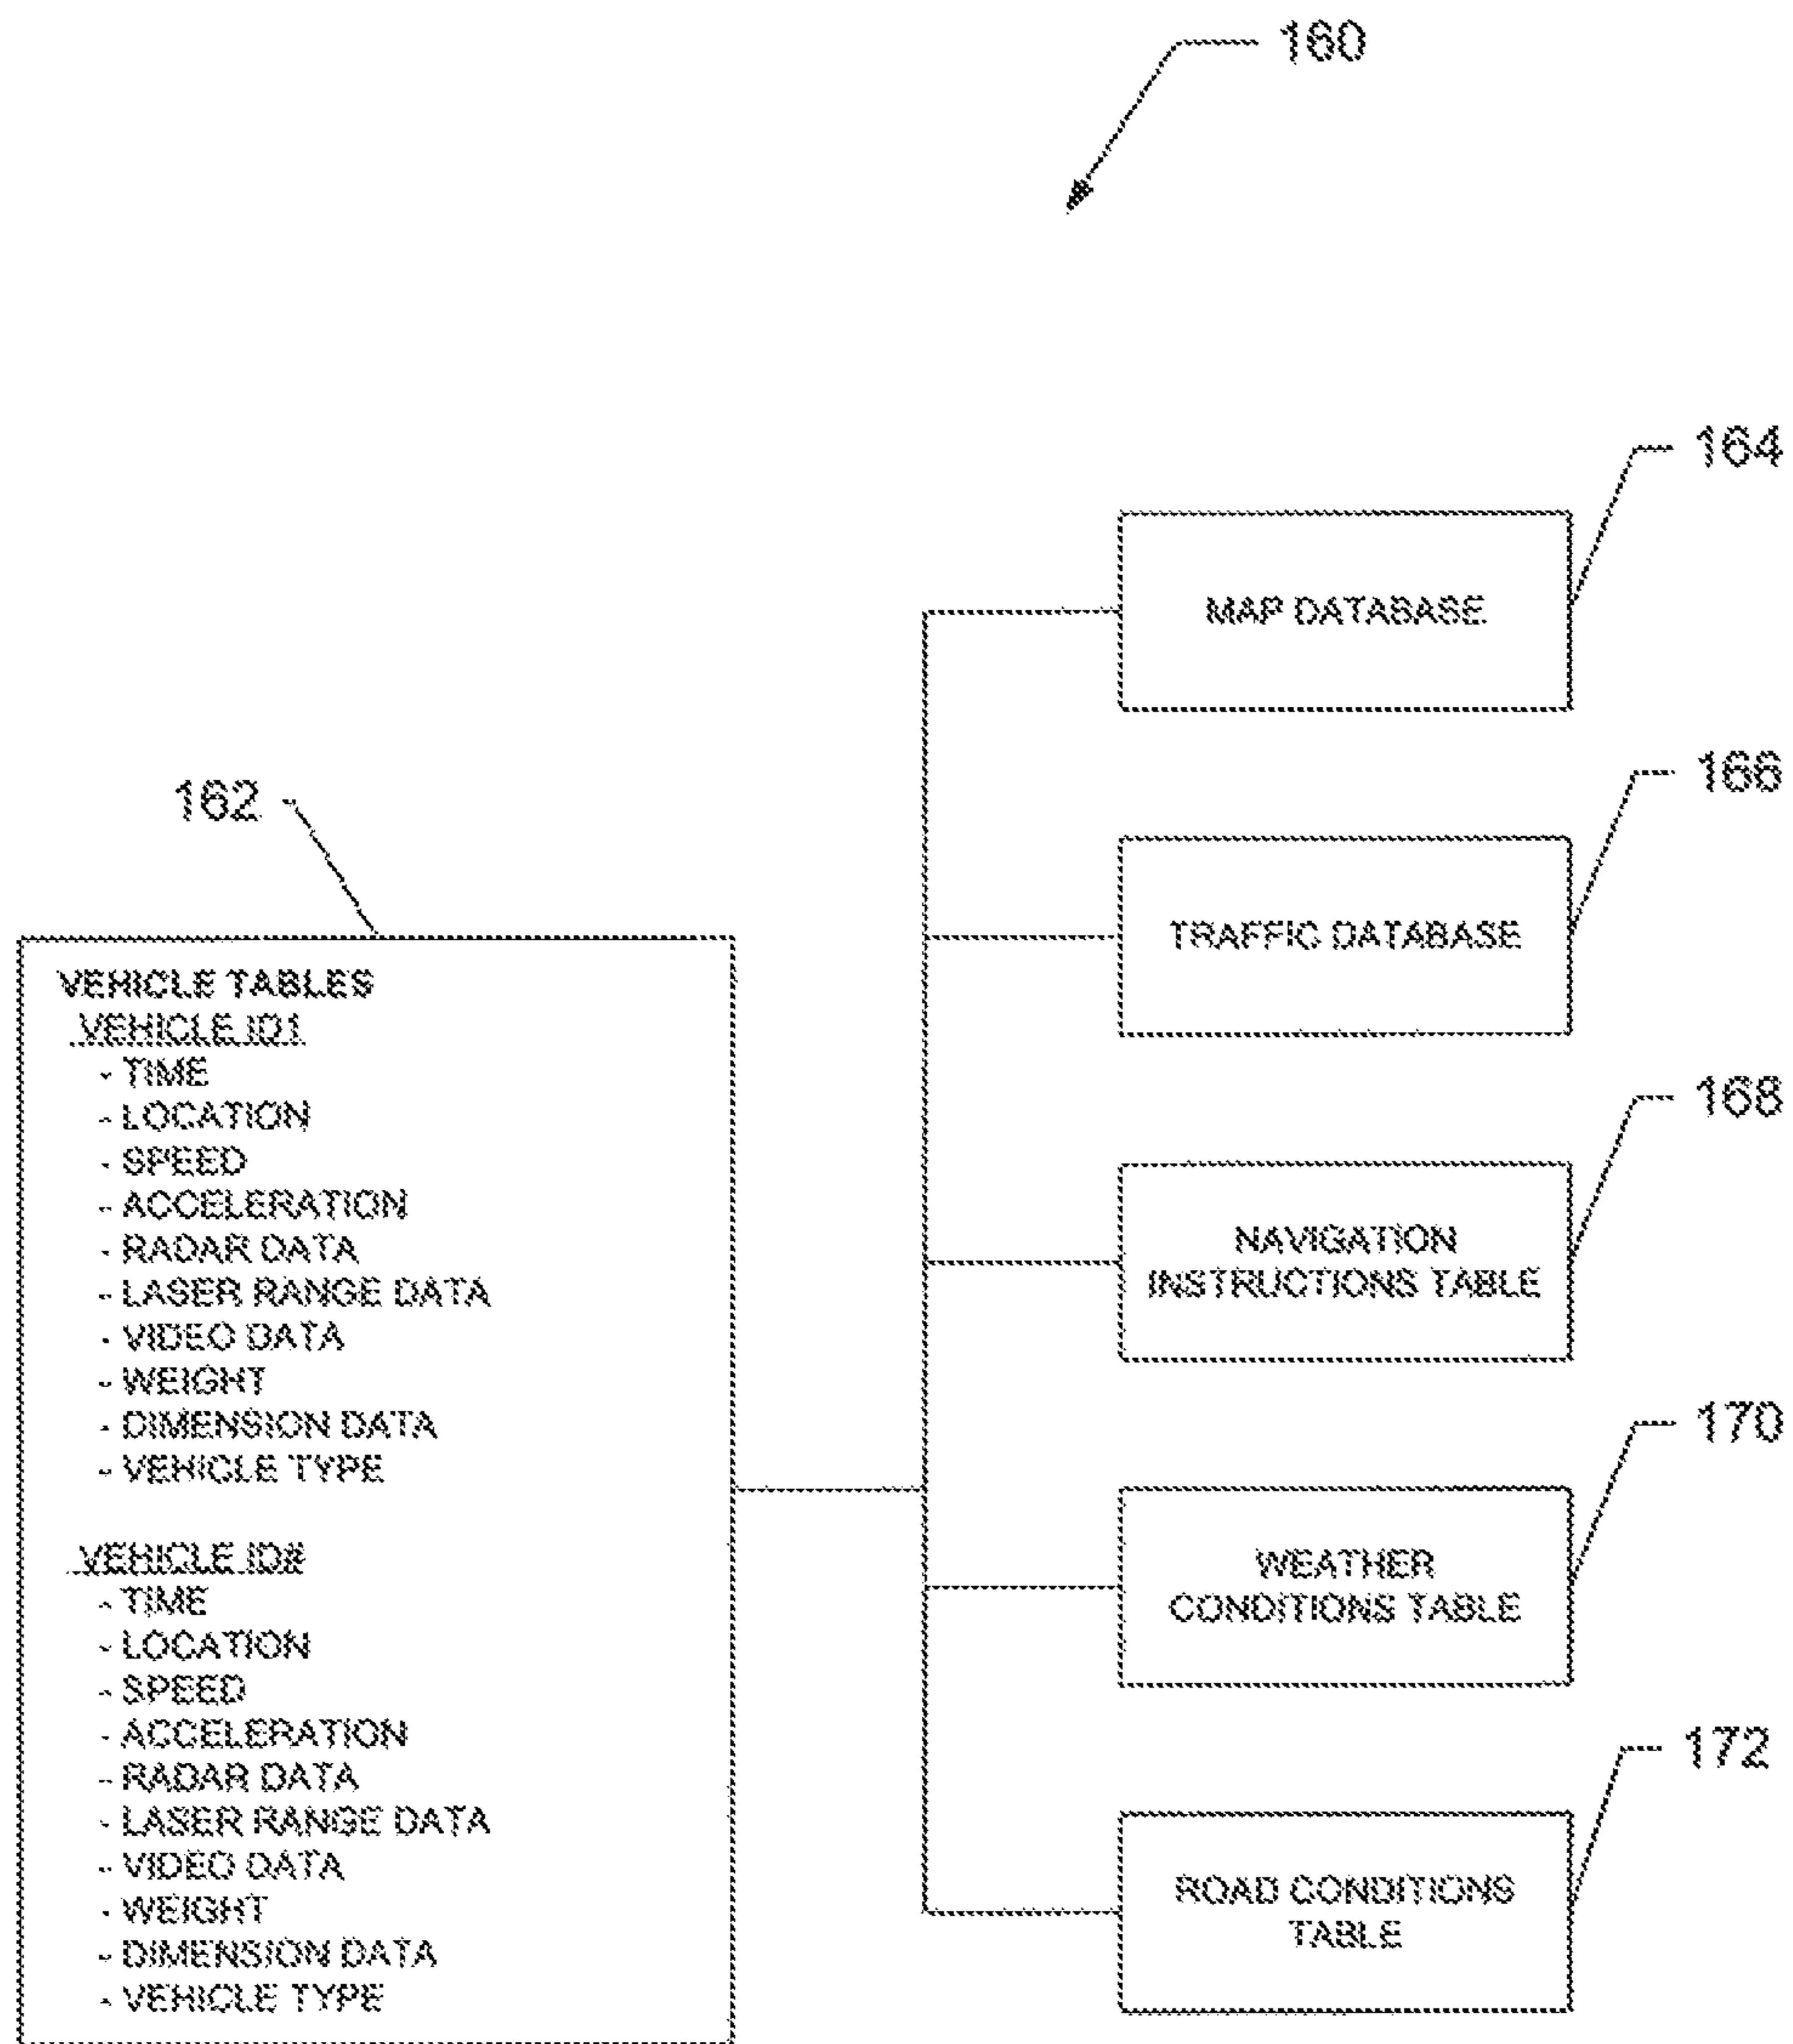 160
164
MAP DATABASE
166
TRAFFIC DATABASE
162
VEHICLE TABLES
VEHICLE ID1
- TIME
- LOCATION
- SPEED
- ACCELERATION
- RADAR DATA
- LASER RANGE DATA
- VIDEO DATA
- WEIGHT
- DIMENSION DATA
- VEHICLE TYPE
VEHICLE ID#
- TIME
- LOCATION
- SPEED
- ACCELERATION
- RADAR DATA
- LASER RANGE DATA
- VIDEO DATA
- WEIGHT
- DIMENSION DATA
- VEHICLE TYPE
168
NAVIGATION
INSTRUCTIONS TABLE
170
WEATHER
CONDITIONS TABLE
172
ROAD CONDITIONS
TABLE